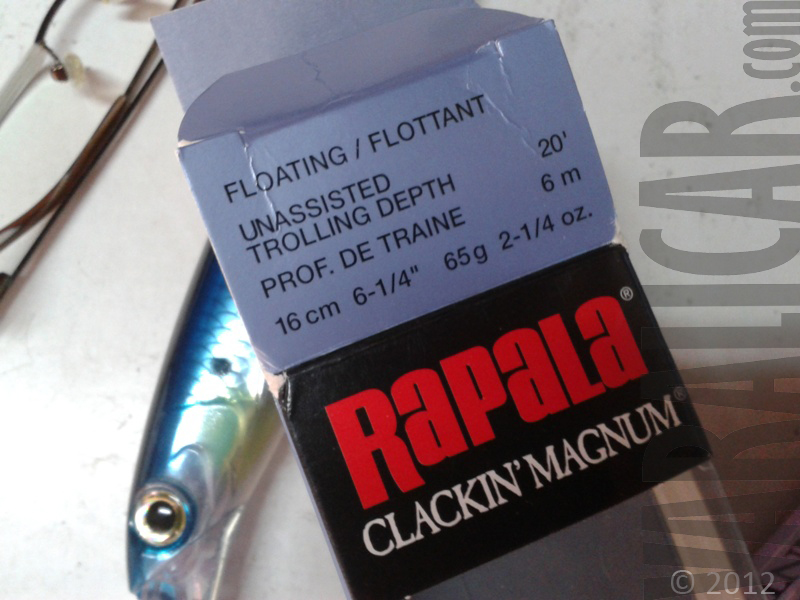 FLOATING / FLOTTANT
UNASSISTED 20'
TROLLING DEPTH 6 m
PROF. DE TRAINE
16 cm 6-1/4" 65g 2-1/4 oz.
RAPALA®
CLACKIN' MAGNUM®
© 2012